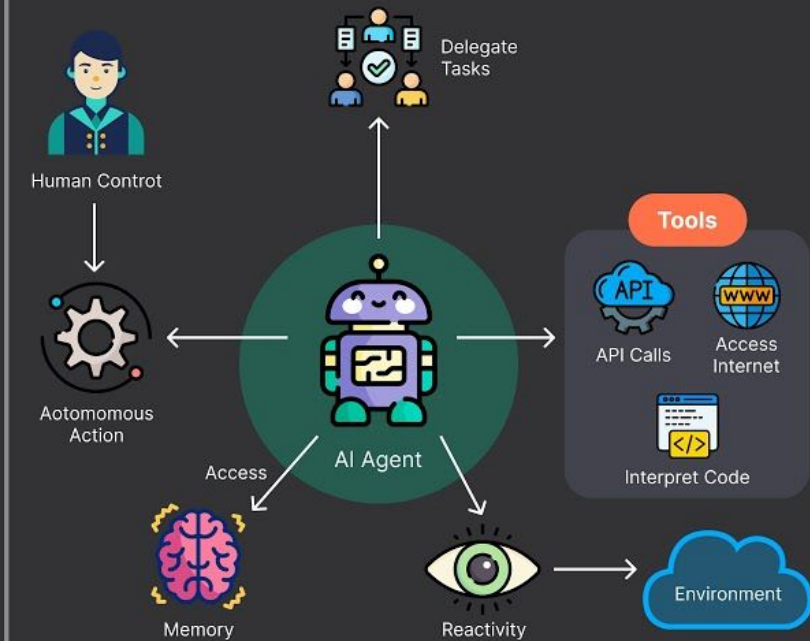 Delegate
Tasks
Human Controt
Tools
API
WWW
API Calls
Access
Internet
Aotomomous
Action
</>
Interpret Code
AI Agent
Access
Memory
Reactivity
Environment